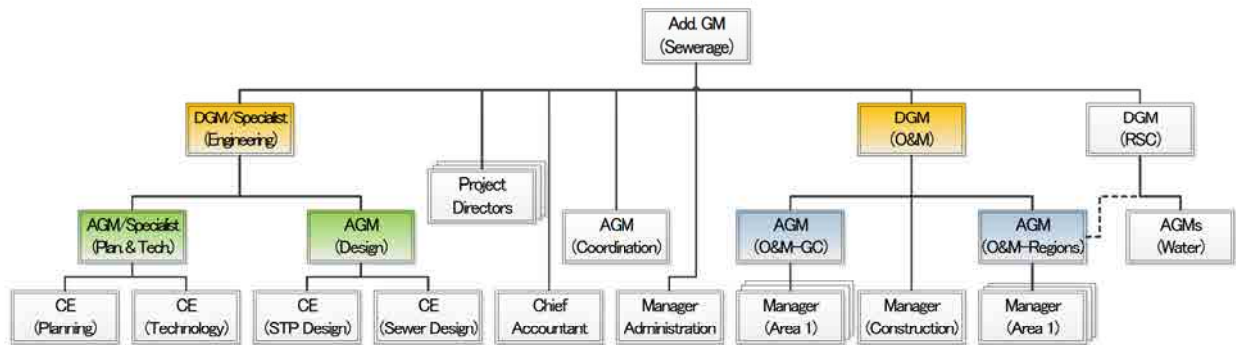 Add. GM
(Sewerage)
DGM/Specialist
(Engineering)
DGM
(O&M)
DGM
(RSC)
Project
Directors
AGM/Specialist
(Plan. & Tech.)
AGM
(Design)
AGM
(Coordination)
AGM
(O&M-GC)
AGM
(O&M-Regions)
AGMs
(Water)
CE
(Planning)
CE
(Technology)
CE
(STP Design)
CE
(Sewer Design)
Chief
Accountant
Manager
Administration
Manager
(Area 1)
Manager
(Construction)
Manager
(Area 1)